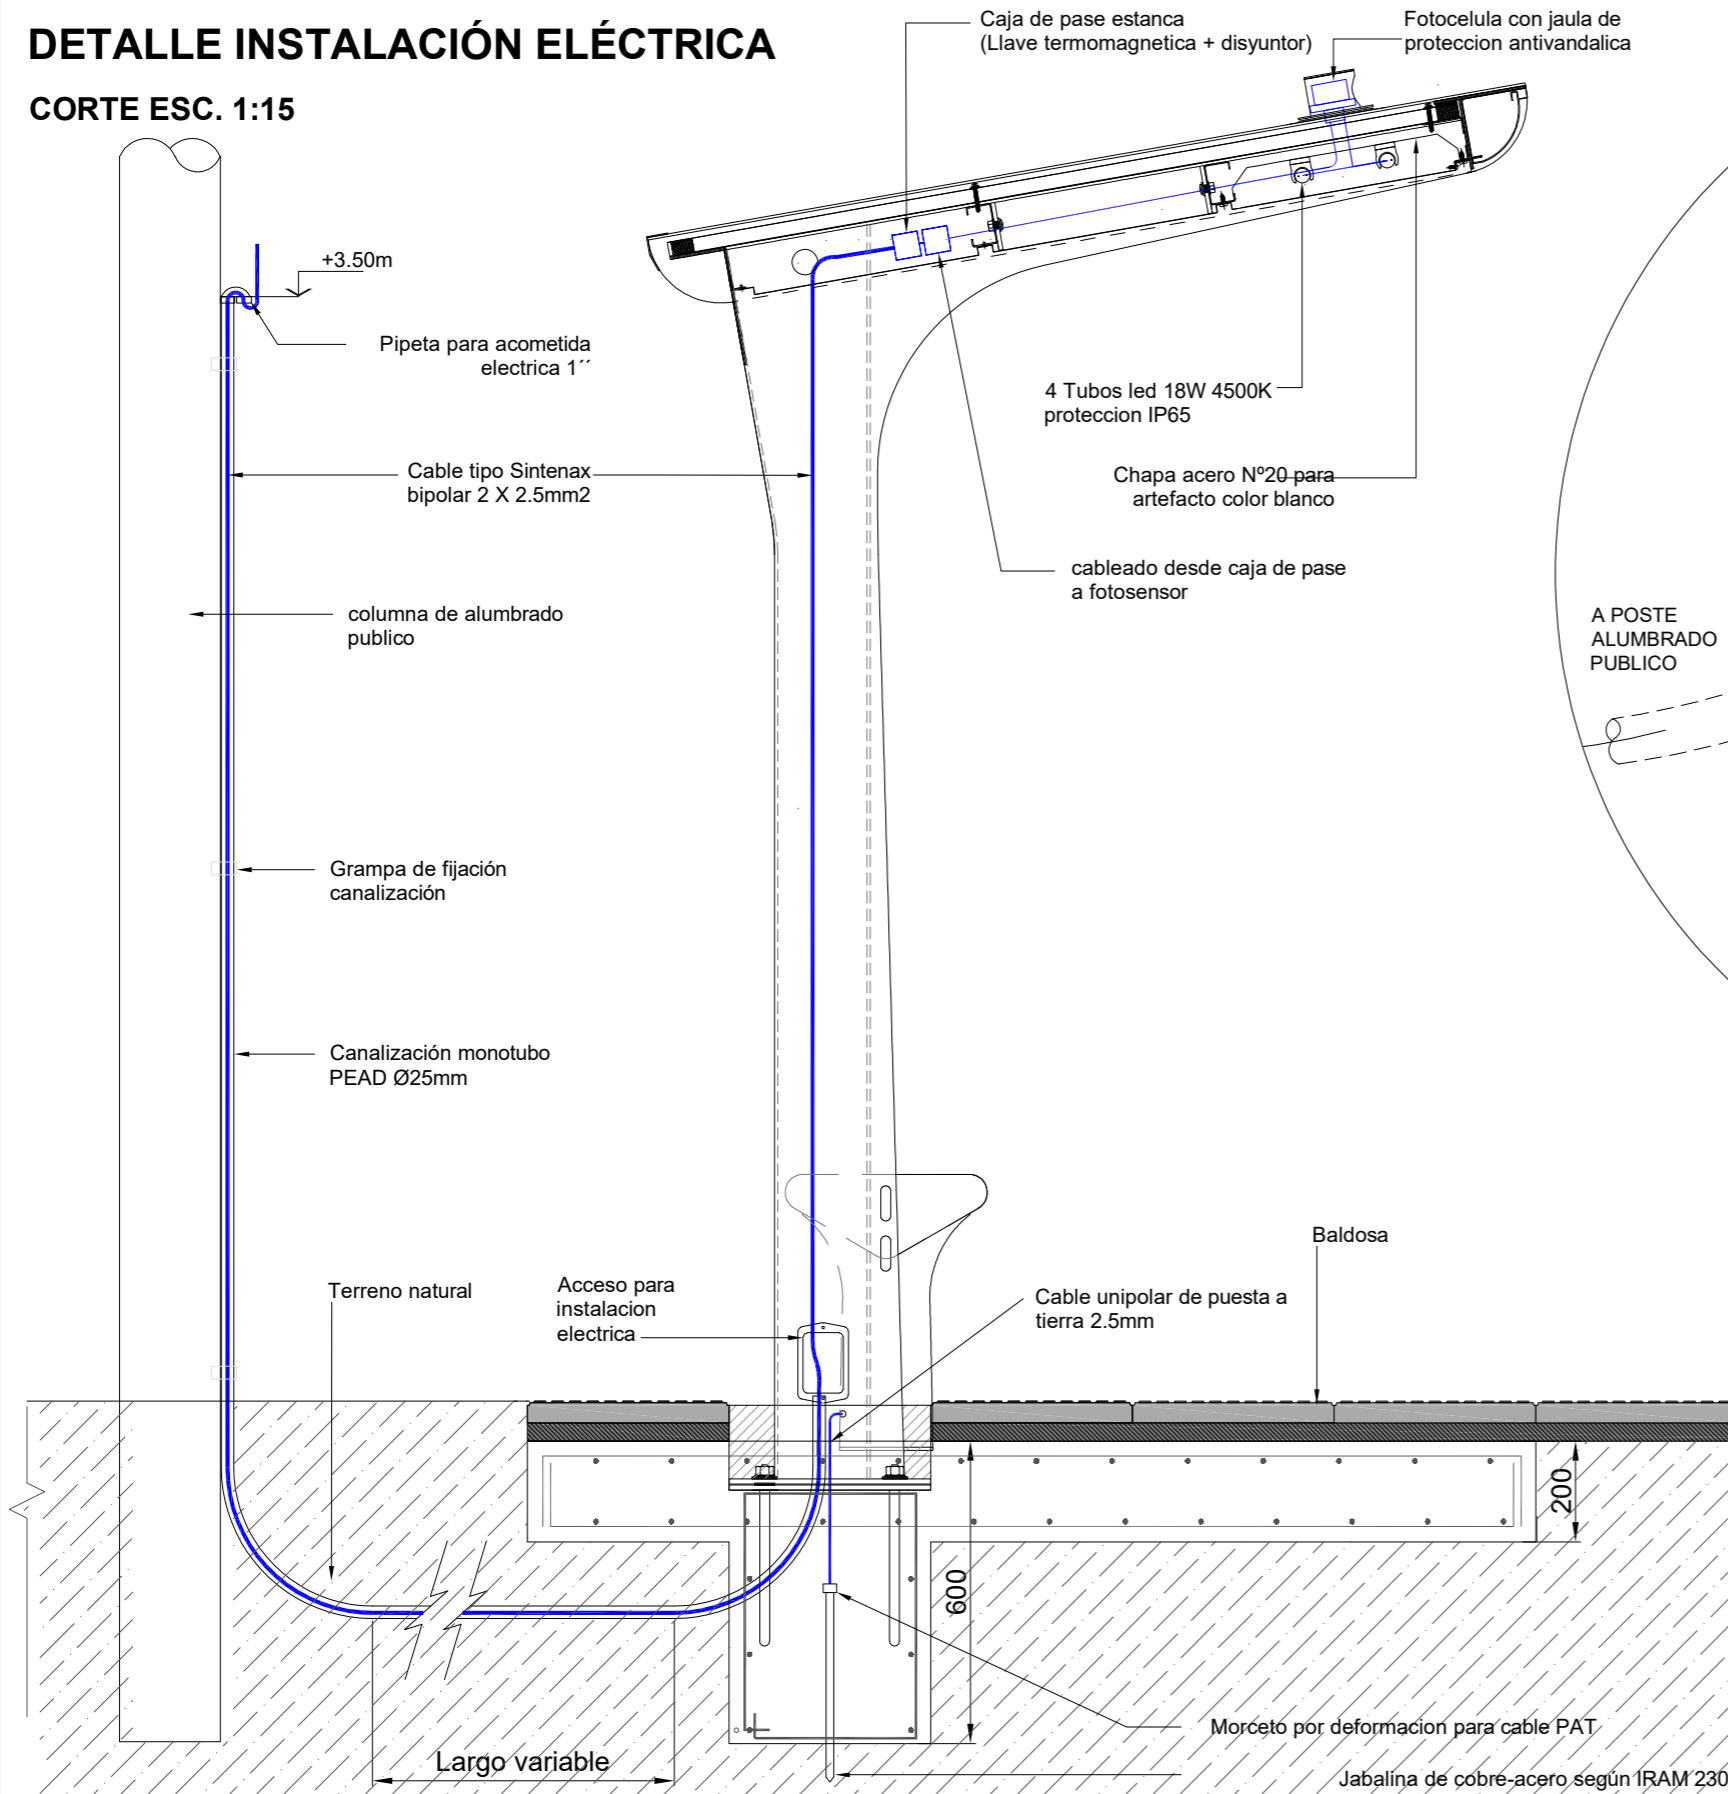 DETALLE INSTALACIÓN ELÉCTRICA
CORTE ESC. 1:15
Caja de pase estanca
(Llave termomagnetica + disyuntor)
Fotocelula con jaula de
proteccion antivandalica
+3.50m
Pipeta para acometida
electrica 1´´
4 Tubos led 18W 4500K
proteccion IP65
Cable tipo Sintenax
bipolar 2 X 2.5mm2
Chapa acero Nº20 para
artefacto color blanco
cableado desde caja de pase
a fotosensor
columna de alumbrado
publico
A POSTE
ALUMBRADO
PUBLICO
Grampa de fijación
canalización
Canalización monotubo
PEAD Ø25mm
Baldosa
Terreno natural
Acceso para
instalacion
electrica
Cable unipolar de puesta a
tierra 2.5mm
200
600
Morceto por deformacion para cable PAT
Largo variable
Jabalina de cobre-acero según IRAM 230